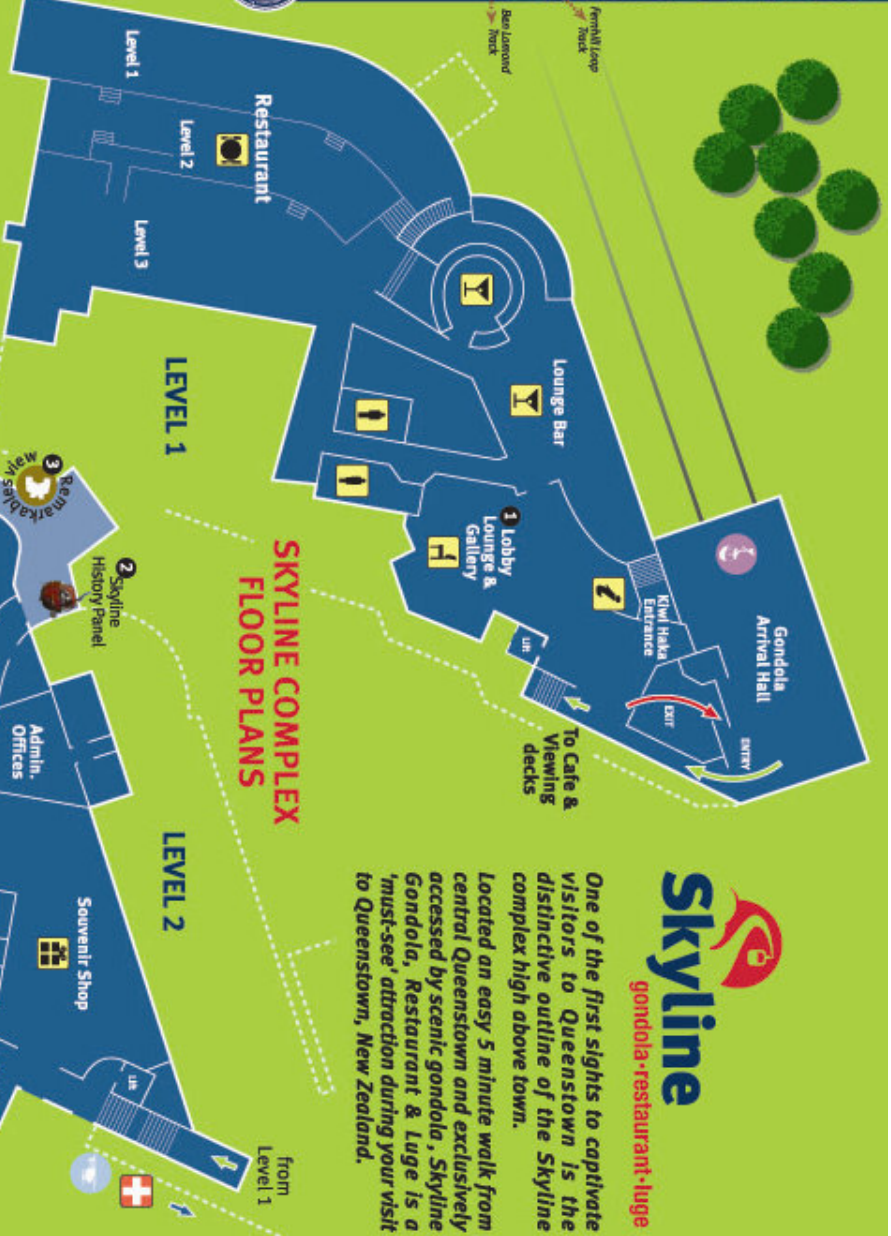 Skyline
gondola•restaurant•luge
One of the first sights to captivate
visitors to Queenstown is the
distinctive outline of the Skyline
complex high above town.
Located an easy 5 minute walk from
central Queenstown and exclusively
accessed by scenic gondola, Skyline
Gondola, Restaurant & Luge is a
'must-see' attraction during your visit
to Queenstown, New Zealand.
Fernhill Loop
Track
Ben Lomond
Track
Gondola
Arrival Hall
ENTRY
EXIT
Kiwi Haka
Entrance
To Cafe &
Viewing
decks
Lift
Lounge Bar
1 Lobby
Lounge &
Gallery
Restaurant
Level 1
Level 2
Level 3
SKYLINE COMPLEX
FLOOR PLANS
LEVEL 1
LEVEL 2
3 Remarkables view
2 Skyline
History Panel
Admin.
Offices
Souvenir Shop
Lift
from
Level 1